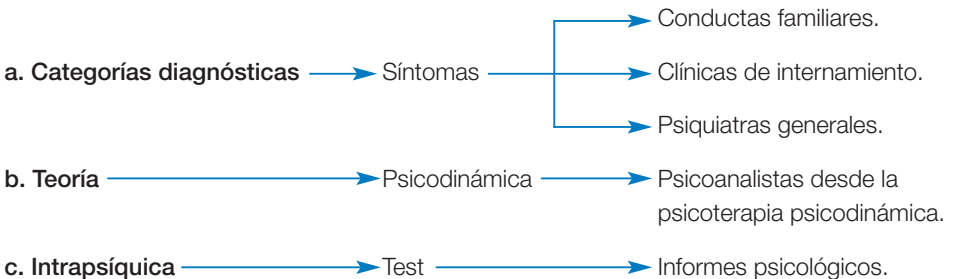 Conductas familiares.
a. Categorías diagnósticas Síntomas Clínicas de internamiento.
Psiquiatras generales.
b. Teoría Psicodinámica Psicoanalistas desde la
psicoterapia psicodinámica.
c. Intrapsíquica Test Informes psicológicos.